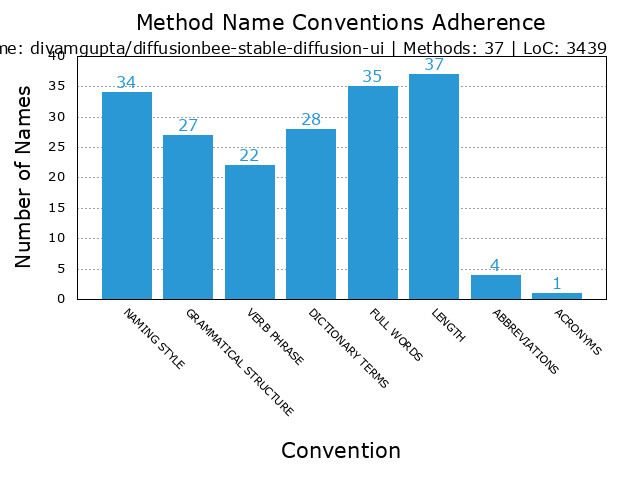 Method Name Conventions Adherence
me: divamgupta/diffusionbee-stable-diffusion-ui | Methods: 37 | LoC: 3439
Number of Names
40
35
30
25
20
15
10
5
0
34
27
22
28
35
37
4
1
NAMING STYLE
GRAMMATICAL STRUCTURE
VERB PHRASE
DICTIONARY TERMS
FULL WORDS
LENGTH
ABBREVIATIONS
ACRONYMS
Convention